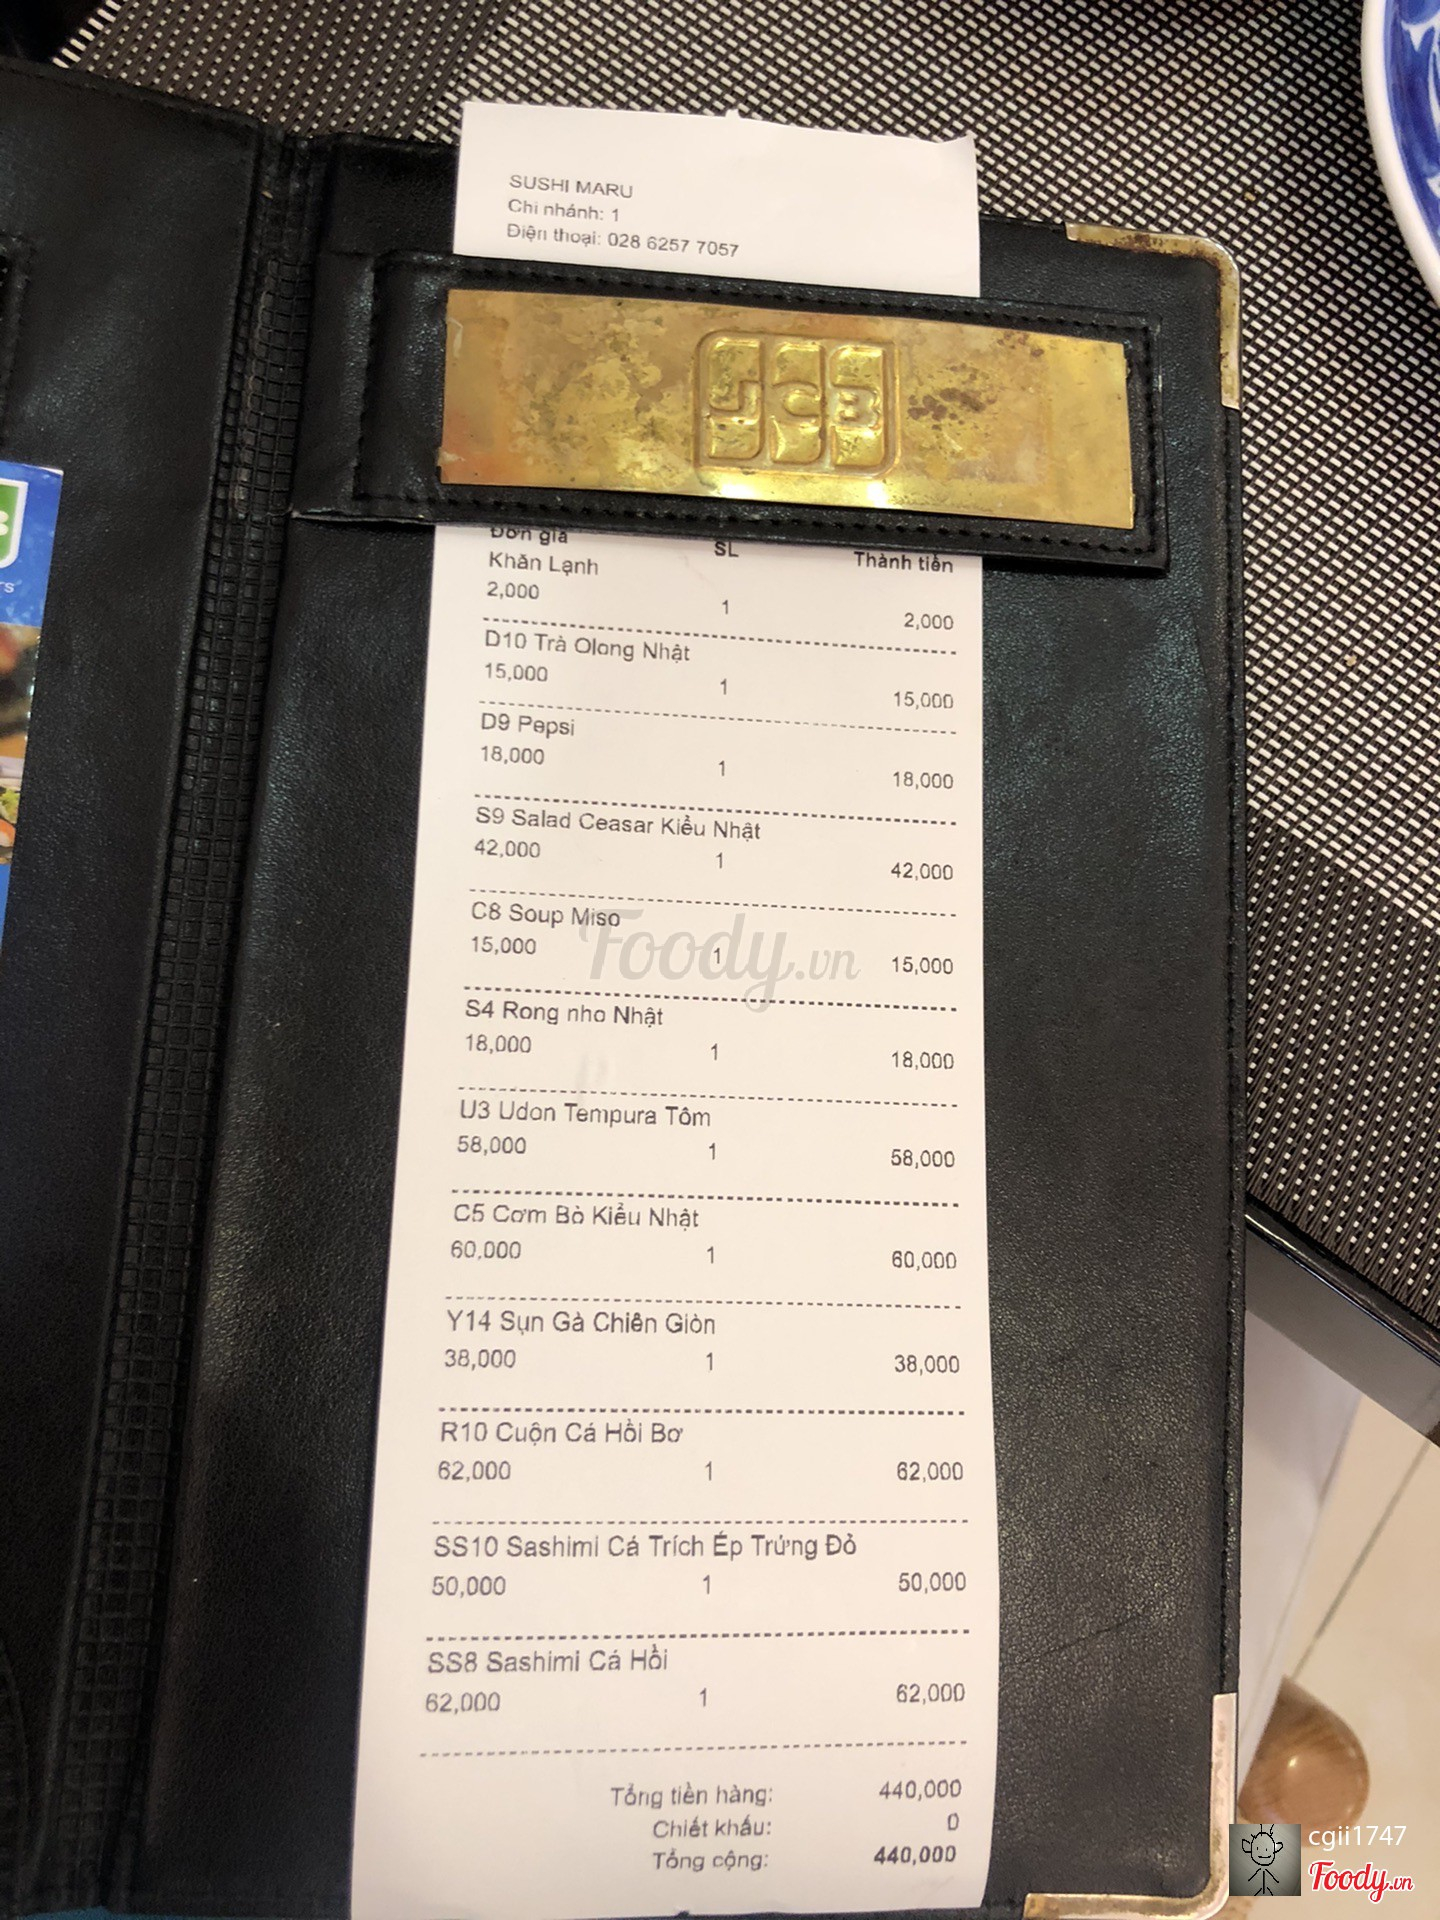 SUSHI MARU
Chi nhánh: 1
Điện thoại: 028 6257 7057
JCB
Đơn giá SL Thành tiền
Khăn Lạnh
2,000 1 2,000
D10 Trà Olong Nhật
15,000 1 15,000
D9 Pepsi
18,000 1 18,000
S9 Salad Ceasar Kiểu Nhật
42,000 1 42,000
C8 Soup Miso
15,000 1 15,000
Foody.vn
S4 Rong nho Nhật
18,000 1 18,000
U3 Udon Tempura Tôm
58,000 1 58,000
C5 Cơm Bò Kiểu Nhật
60,000 1 60,000
Y14 Sụn Gà Chiên Giòn
38,000 1 38,000
R10 Cuộn Cá Hồi Bơ
62,000 1 62,000
SS10 Sashimi Cá Trích Ép Trứng Đỏ
50,000 1 50,000
SS8 Sashimi Cá Hồi
62,000 1 62,000
Tổng tiền hàng: 440,000
Chiết khấu: 0
Tổng cộng: 440,000
cgii1747
Foody.vn